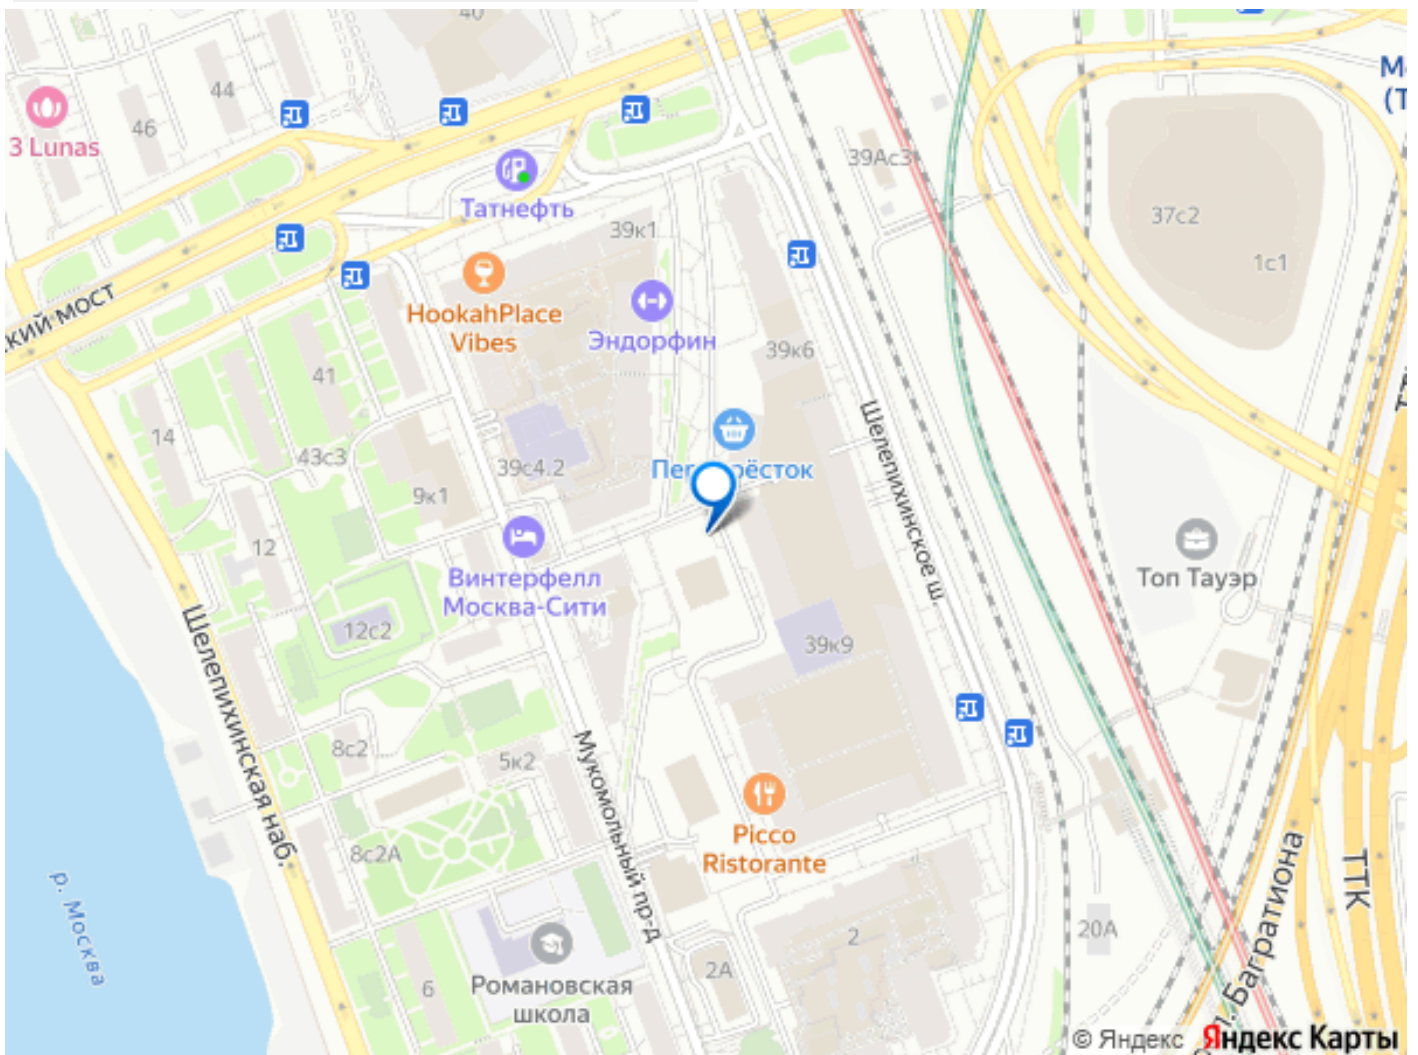 40
44
46
3 Lunas
Татнефть
39Ас3
37с2
1с1
39к1
HookahPlace
Vibes
Эндорфин
кий мост
41
39к6
14
43с3
39с4.2
9к1
Шелепихинское ш.
12
Винтерфелл
Москва-Сити
Топ Тауэр
12с2
39к9
Шелепихинская наб.
8с2
5к2
Мукомольный пр-д
Picco
Ristorante
8с2А
р. Москва
ТТК
Багратиона
20А
2
2А
6
Романовская
школа
© Яндекс Яндекс Карты